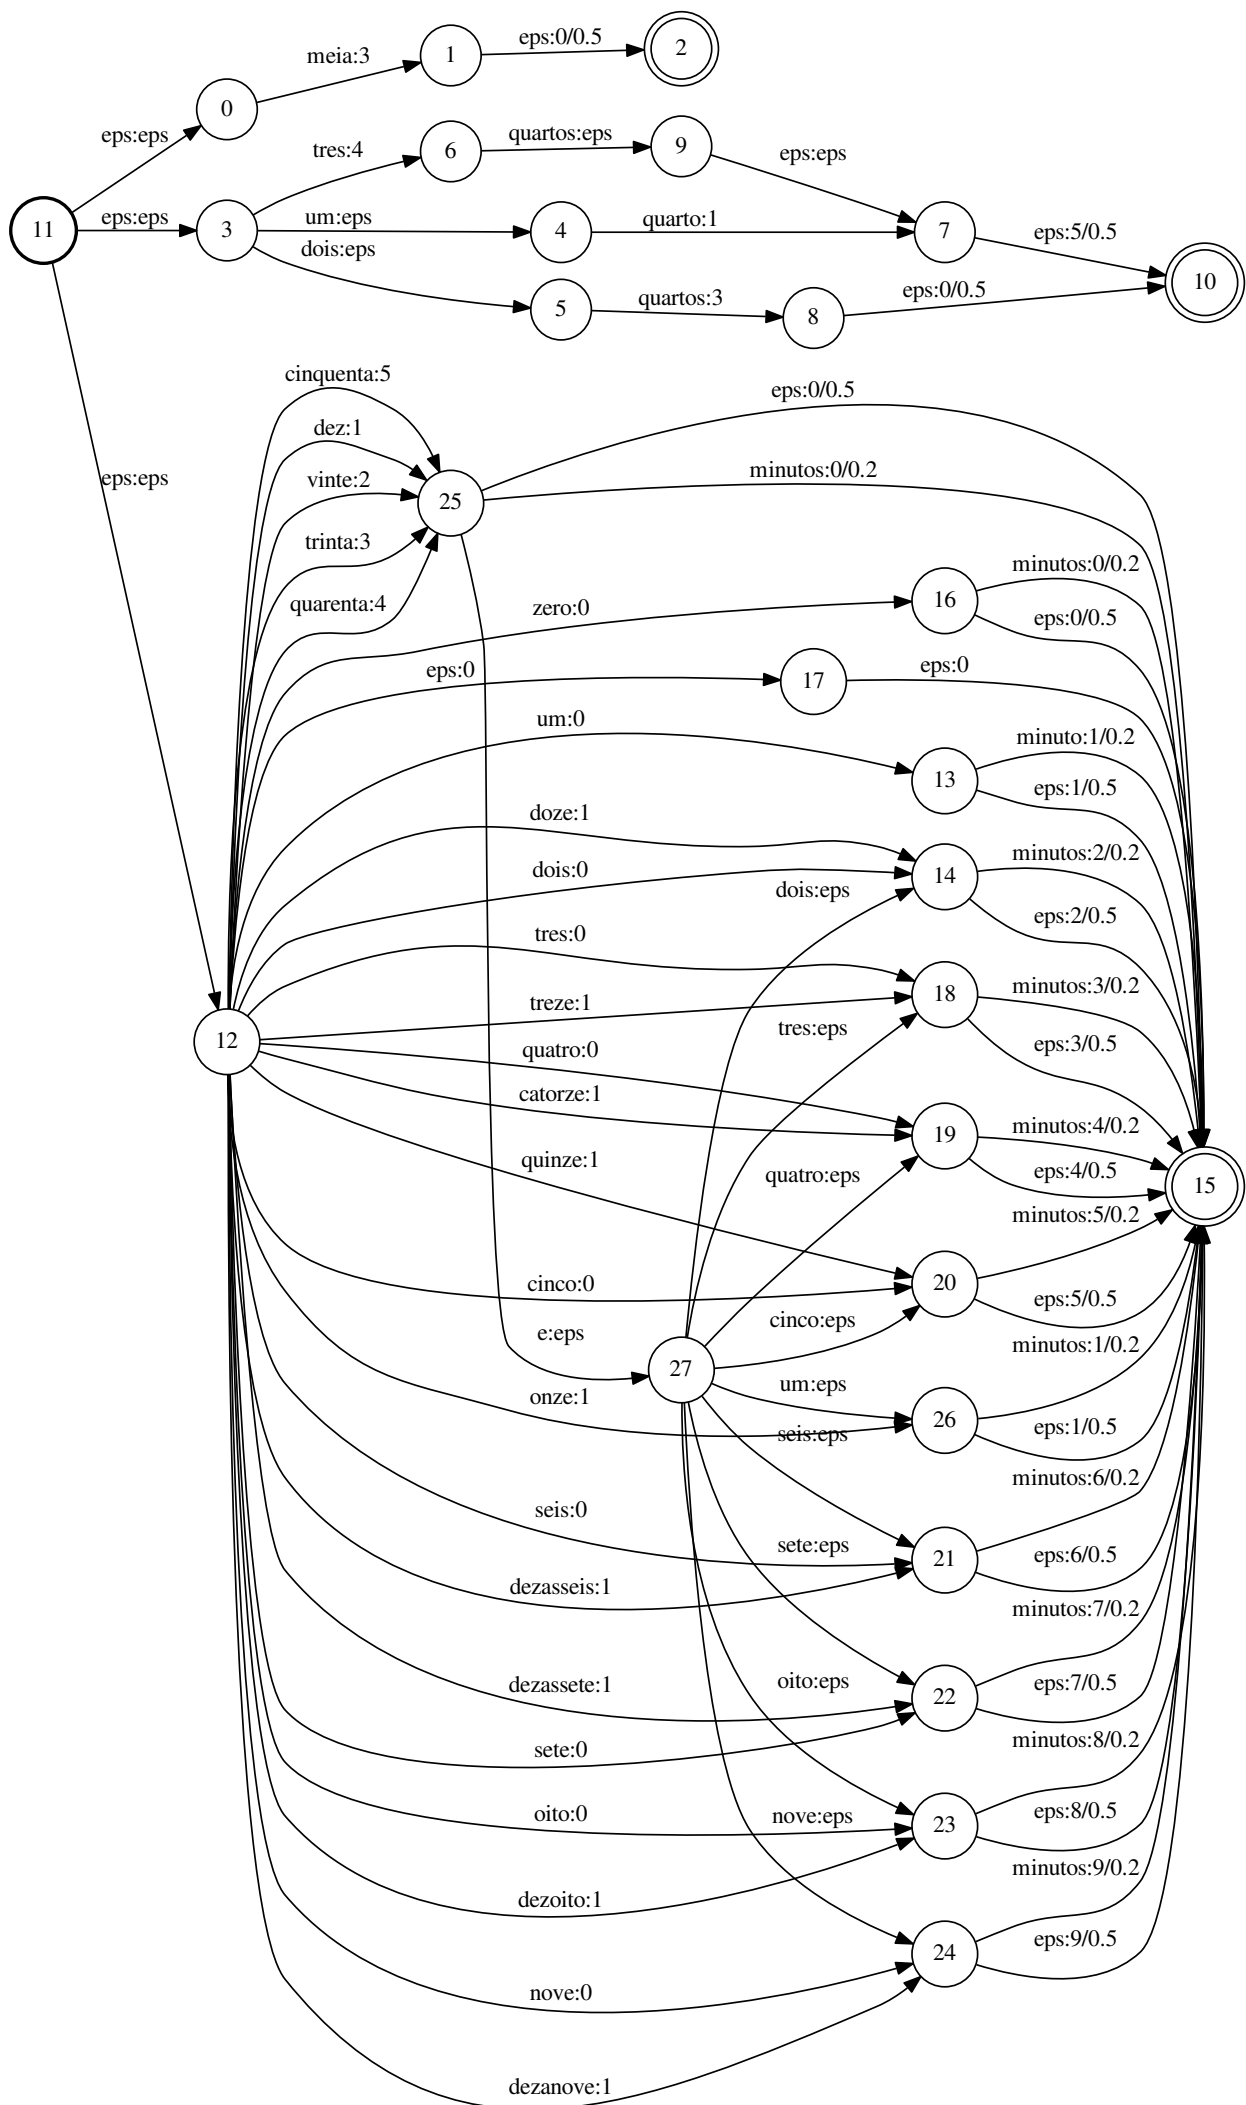 meia:3
eps:0/0.5
1
2
0
eps:eps
tres:4
6
quartos:eps
9
eps:eps
11
eps:eps
3
um:eps
4
quarto:1
7
eps:5/0.5
dois:eps
5
quartos:3
8
eps:0/0.5
10
cinquenta:5
eps:0/0.5
dez:1
eps:eps
vinte:2
minutos:0/0.2
25
trinta:3
quarenta:4
zero:0
16
minutos:0/0.2
eps:0/0.5
eps:0
17
eps:0
um:0
13
minuto:1/0.2
eps:1/0.5
doze:1
dois:0
dois:eps
14
minutos:2/0.2
eps:2/0.5
tres:0
18
minutos:3/0.2
treze:1
tres:eps
12
quatro:0
eps:3/0.5
catorze:1
19
minutos:4/0.2
quinze:1
quatro:eps
eps:4/0.5
15
minutos:5/0.2
cinco:0
20
eps:5/0.5
e:eps
cinco:eps
minutos:1/0.2
27
um:eps
onze:1
26
eps:1/0.5
seis:eps
minutos:6/0.2
seis:0
sete:eps
21
eps:6/0.5
dezasseis:1
minutos:7/0.2
dezassete:1
oito:eps
22
eps:7/0.5
sete:0
minutos:8/0.2
oito:0
nove:eps
23
eps:8/0.5
dezoito:1
minutos:9/0.2
24
eps:9/0.5
nove:0
dezanove:1